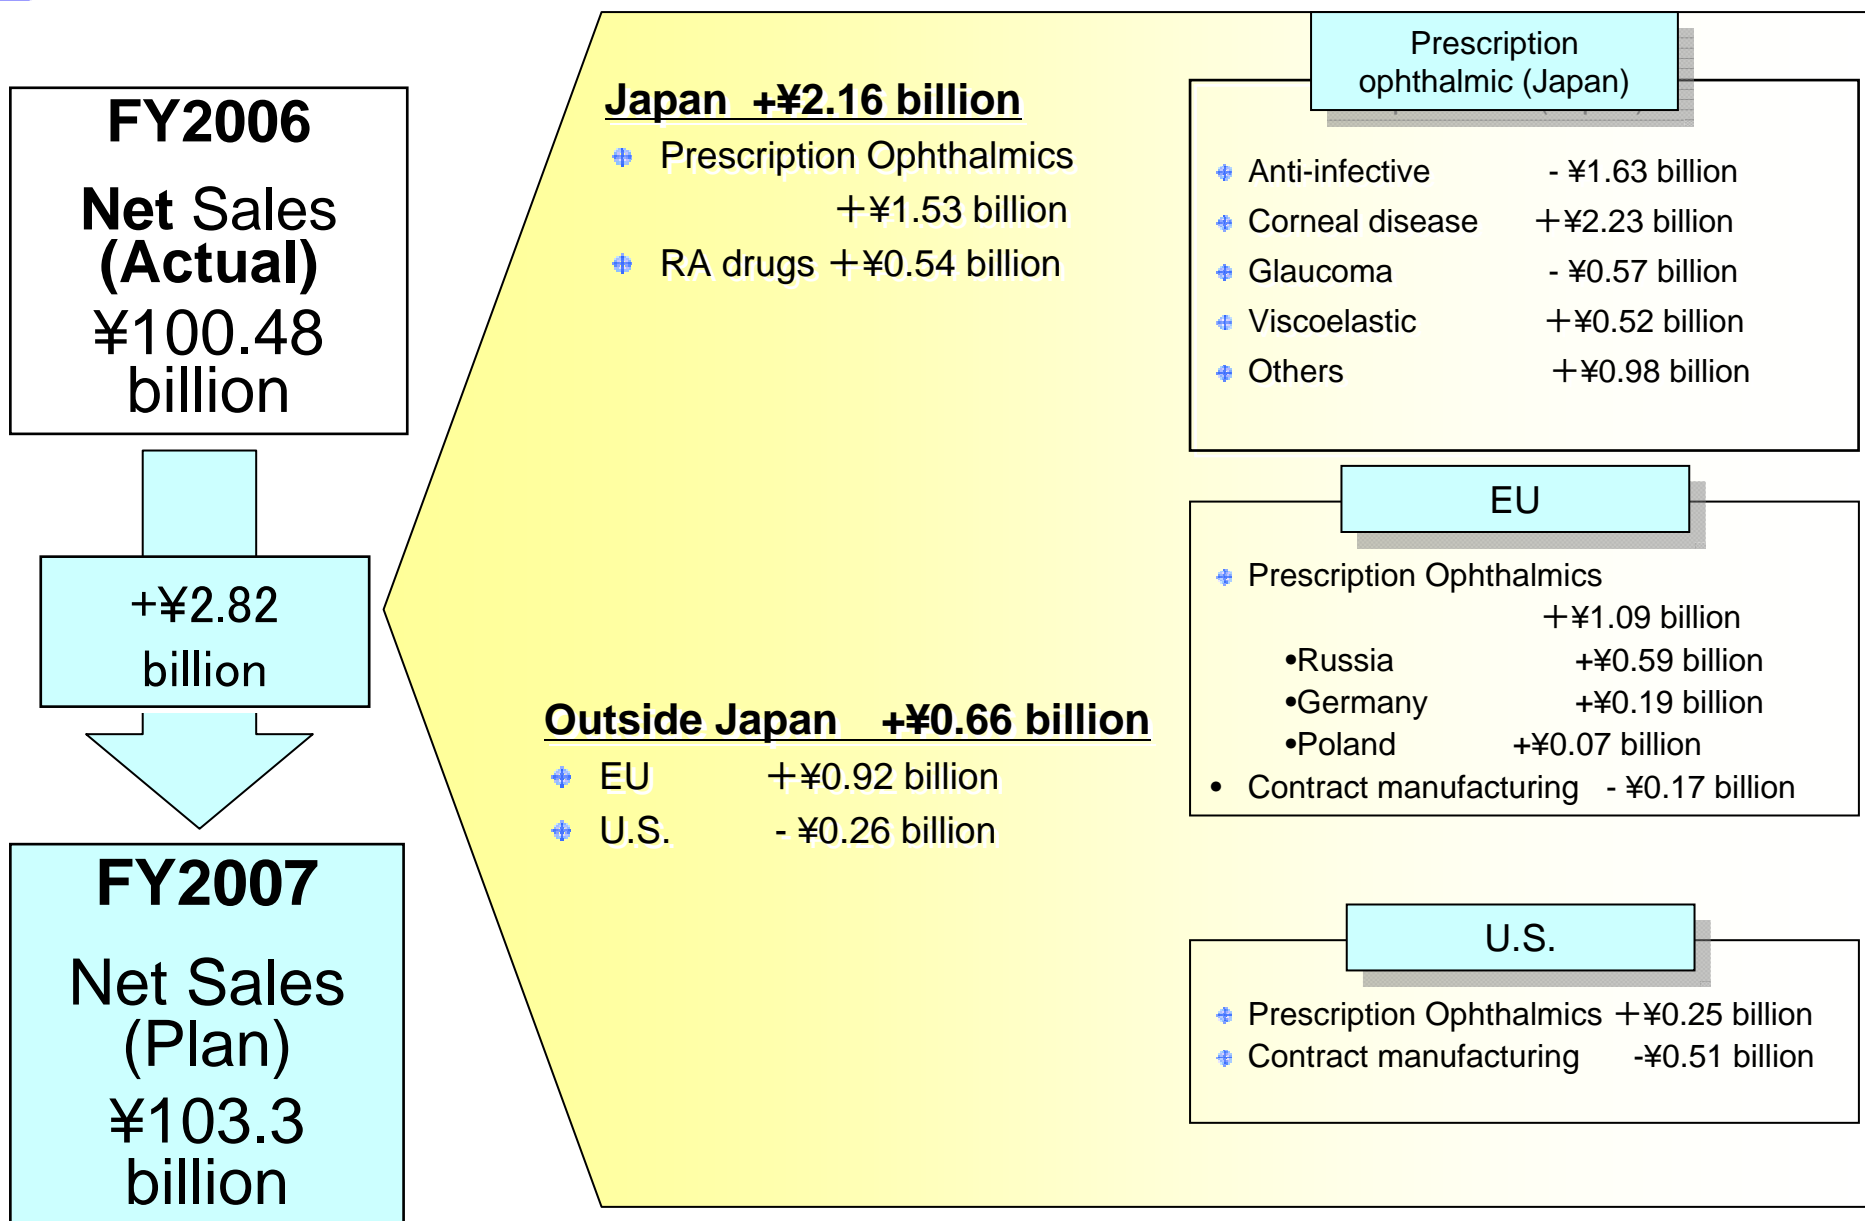 FY2006
Net Sales
(Actual)
¥100.48
billion
+¥2.82
billion
FY2007
Net Sales
(Plan)
¥103.3
billion
Japan +¥2.16 billion
Prescription Ophthalmics
＋¥1.53 billion
RA drugs ＋¥0.54 billion
Outside Japan +¥0.66 billion
EU ＋¥0.92 billion
U.S. - ¥0.26 billion
Prescription
ophthalmic (Japan)
Anti-infective - ¥1.63 billion
Corneal disease ＋¥2.23 billion
Glaucoma - ¥0.57 billion
Viscoelastic ＋¥0.52 billion
Others ＋¥0.98 billion
EU
Prescription Ophthalmics
＋¥1.09 billion
•Russia +¥0.59 billion
•Germany +¥0.19 billion
•Poland +¥0.07 billion
• Contract manufacturing - ¥0.17 billion
U.S.
Prescription Ophthalmics ＋¥0.25 billion
Contract manufacturing -¥0.51 billion